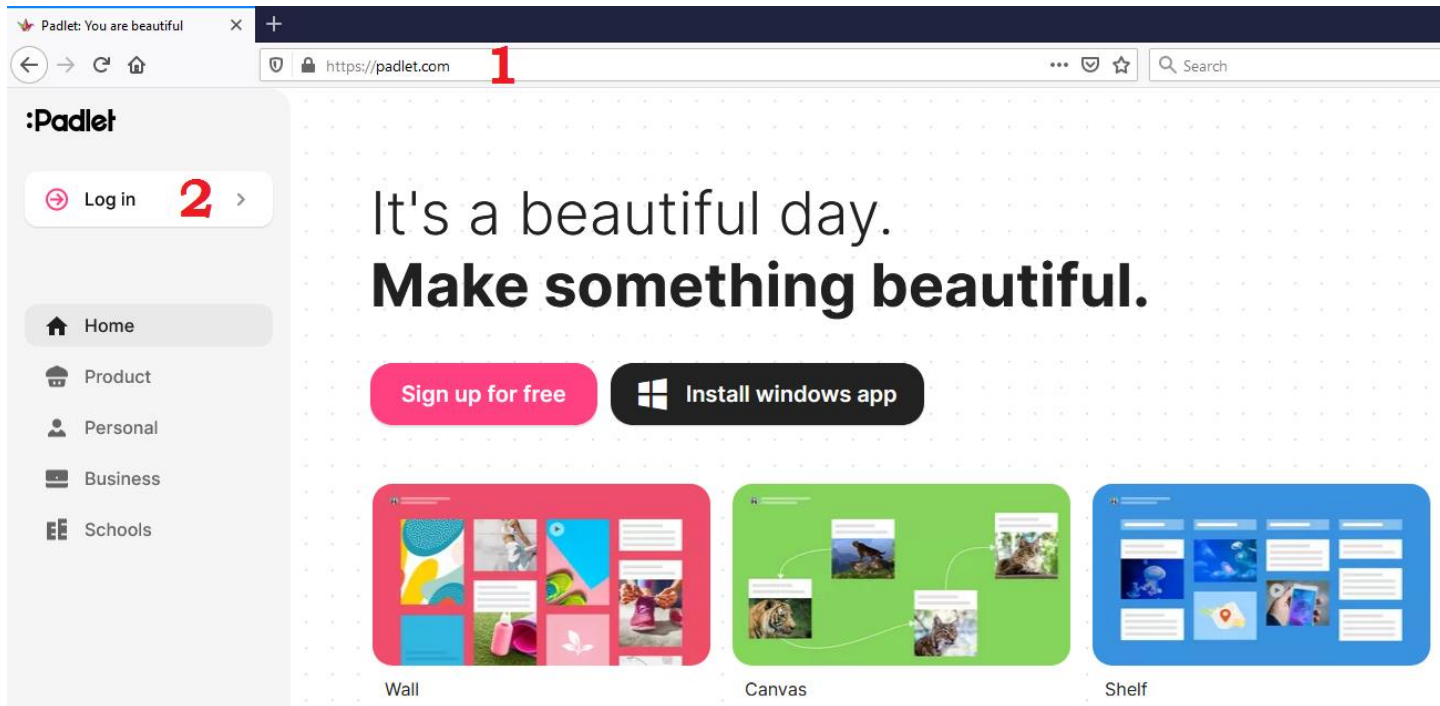 Padlet: You are beautiful
https://padlet.com 1
Search
:Padlet
Log in 2
Home
Product
Personal
Business
Schools
It's a beautiful day.
Make something beautiful.
Sign up for free
Install windows app
Wall
Canvas
Shelf